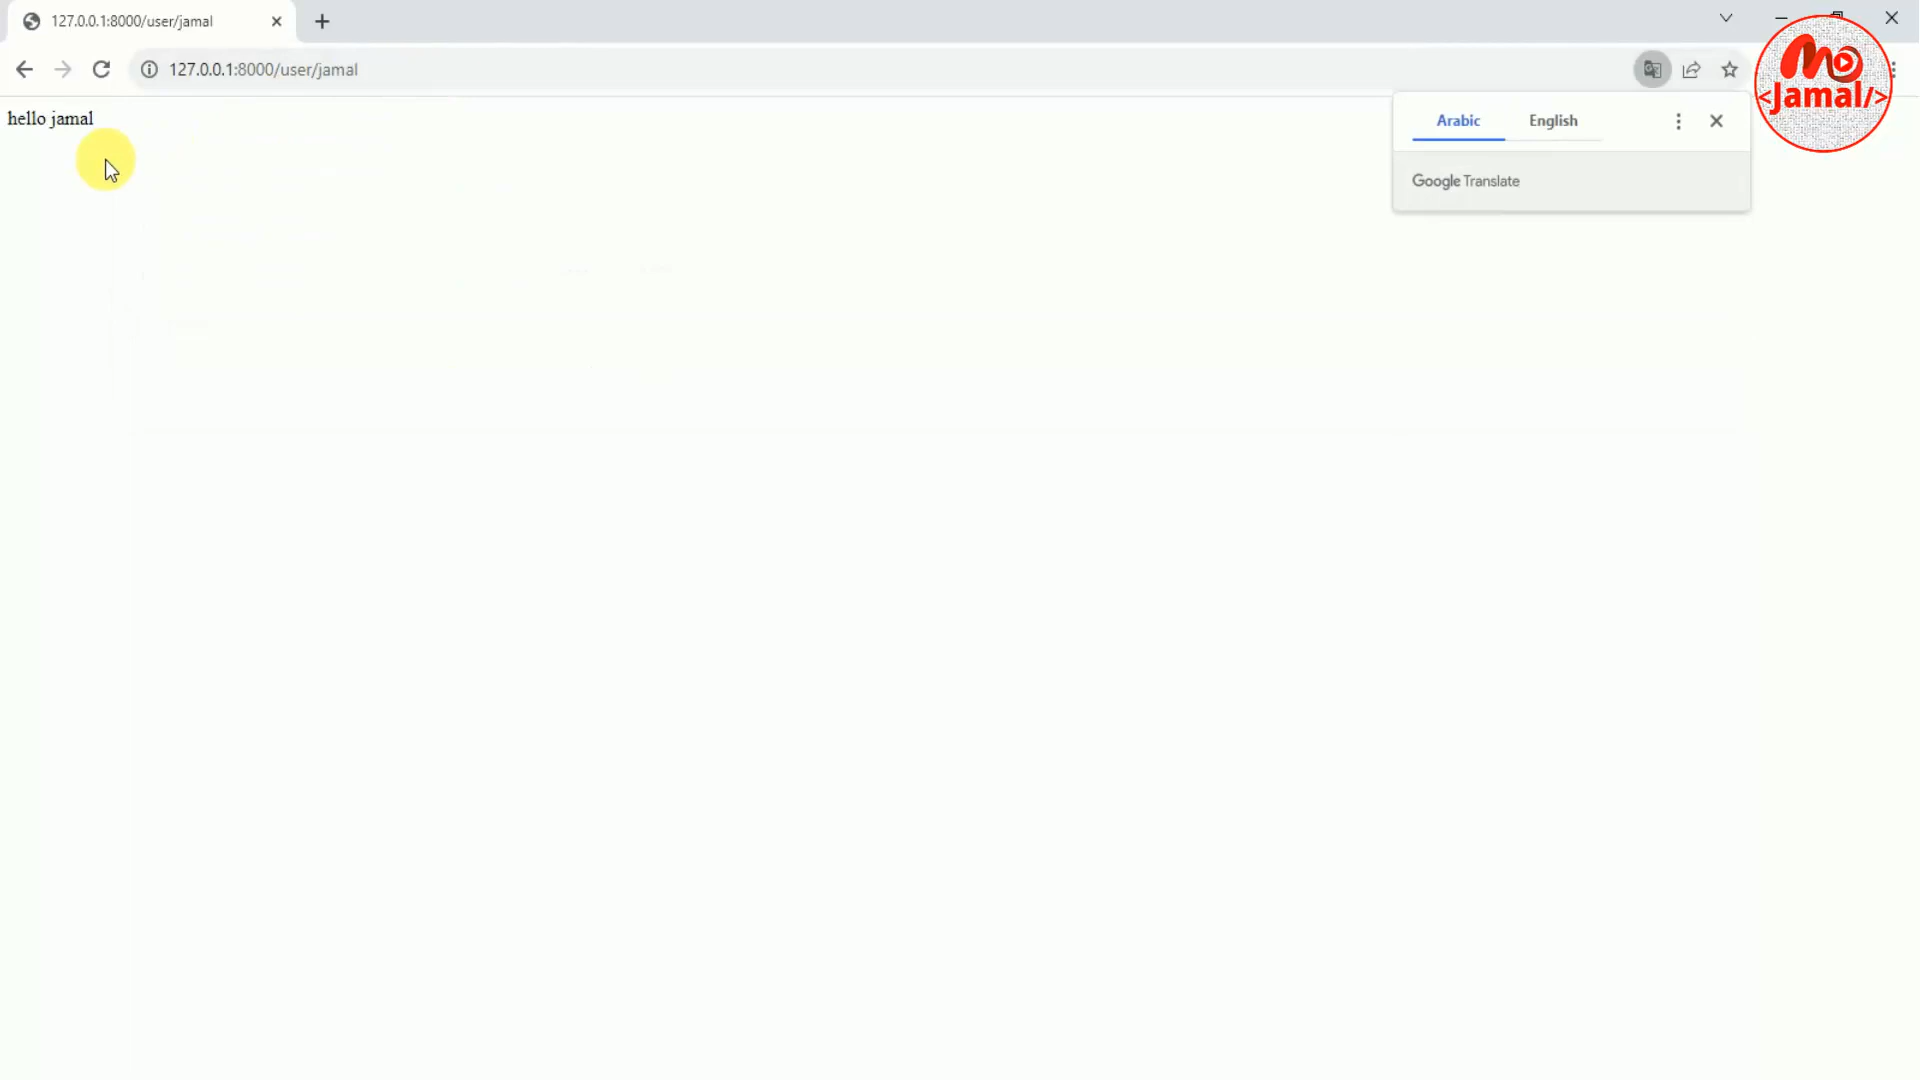 127.0.0.1:8000/user/jamal
127.0.0.1:8000/user/jamal
hello jamal
Arabic English
Google Translate
Mo
<Jamal/>